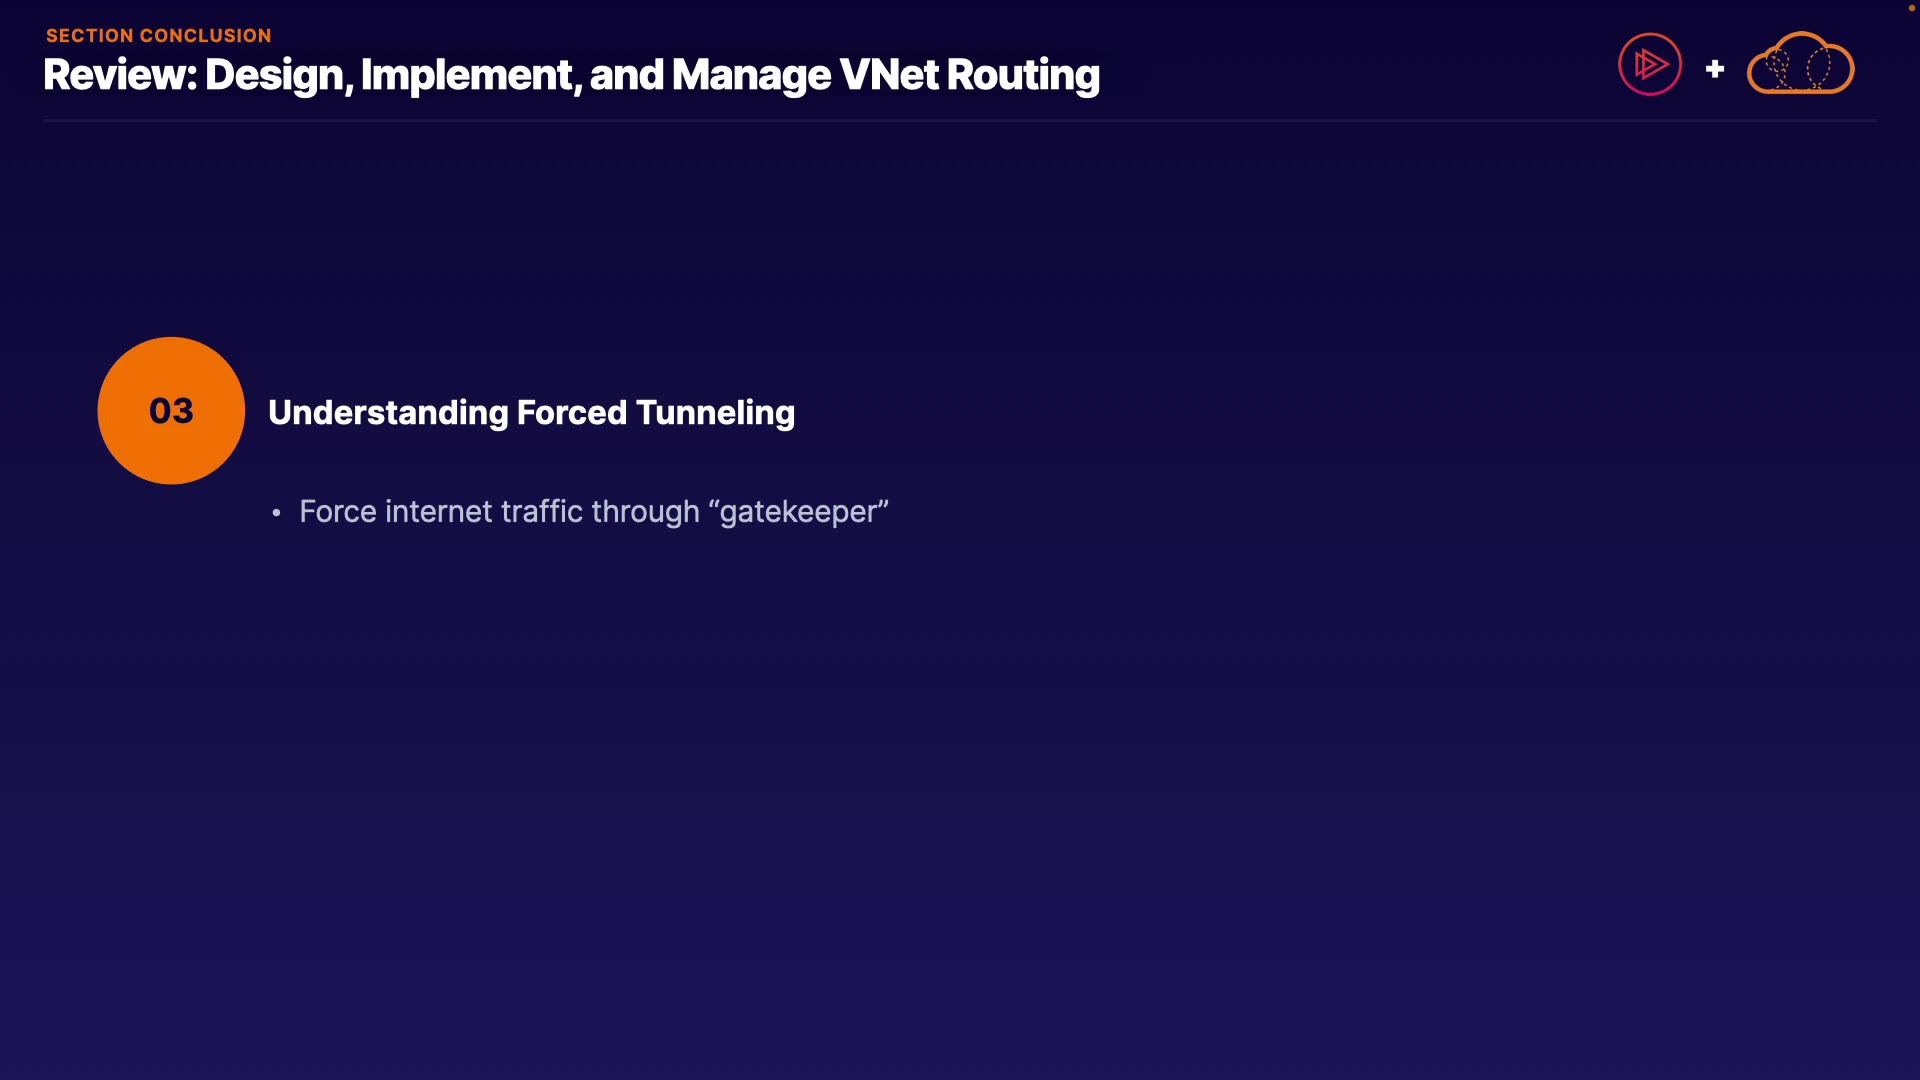 SECTION CONCLUSION
Review: Design, Implement, and Manage VNet Routing
+
03
Understanding Forced Tunneling
• Force internet traffic through “gatekeeper”